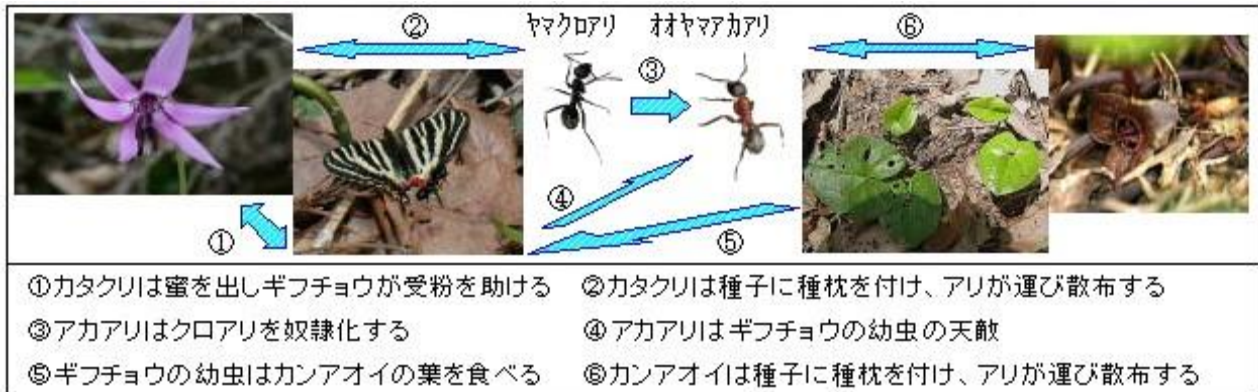 ② ﾔﾏｸﾛｱﾘ ｵｵﾔﾏｱｶｱﾘ ⑥
③
④
① ⑤
①カタクリは蜜を出しギフチョウが受粉を助ける ②カタクリは種子に種枕を付け、アリが運び散布する
③アカアリはクロアリを奴隷化する ④アカアリはギフチョウの幼虫の天敵
⑤ギフチョウの幼虫はカンアオイの葉を食べる ⑥カンアオイは種子に種枕を付け、アリが運び散布する